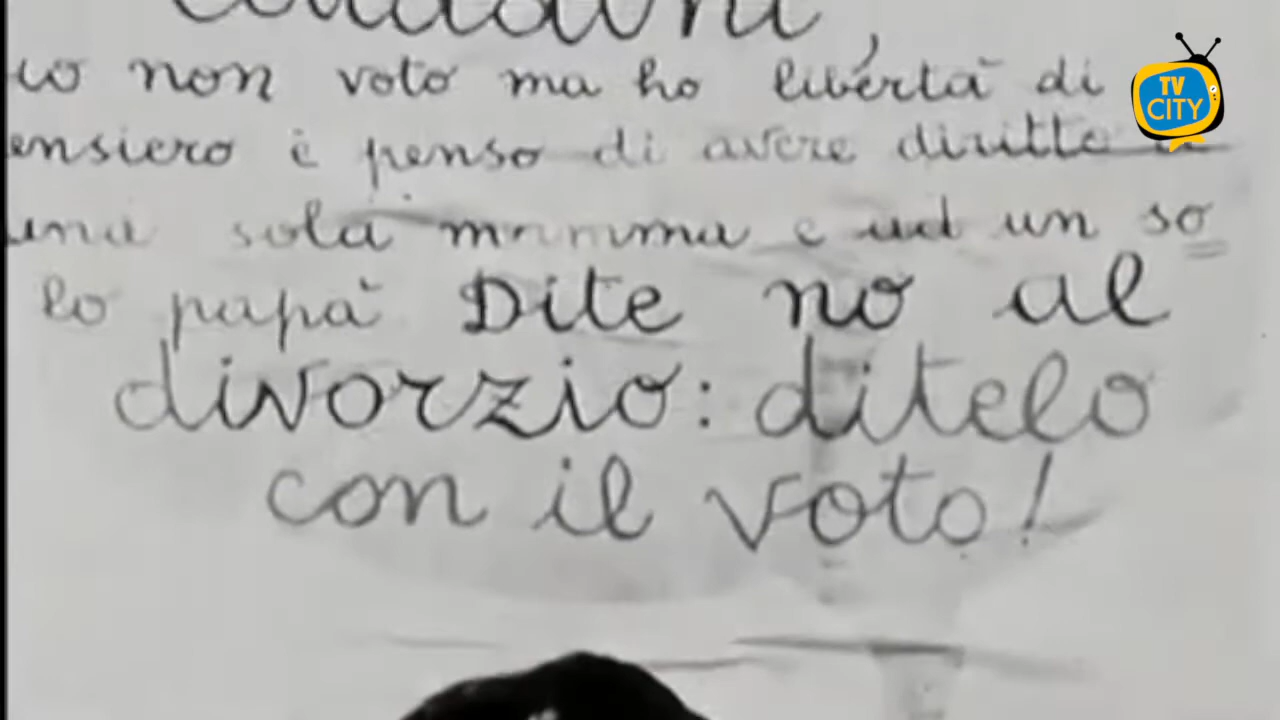 io non voto ma ho libertà di
ensiero è penso di avere diritto a
una sola mamma e ad un so
lo papà Dite no al
divorzio: ditelo
con il voto!
TV
CITY